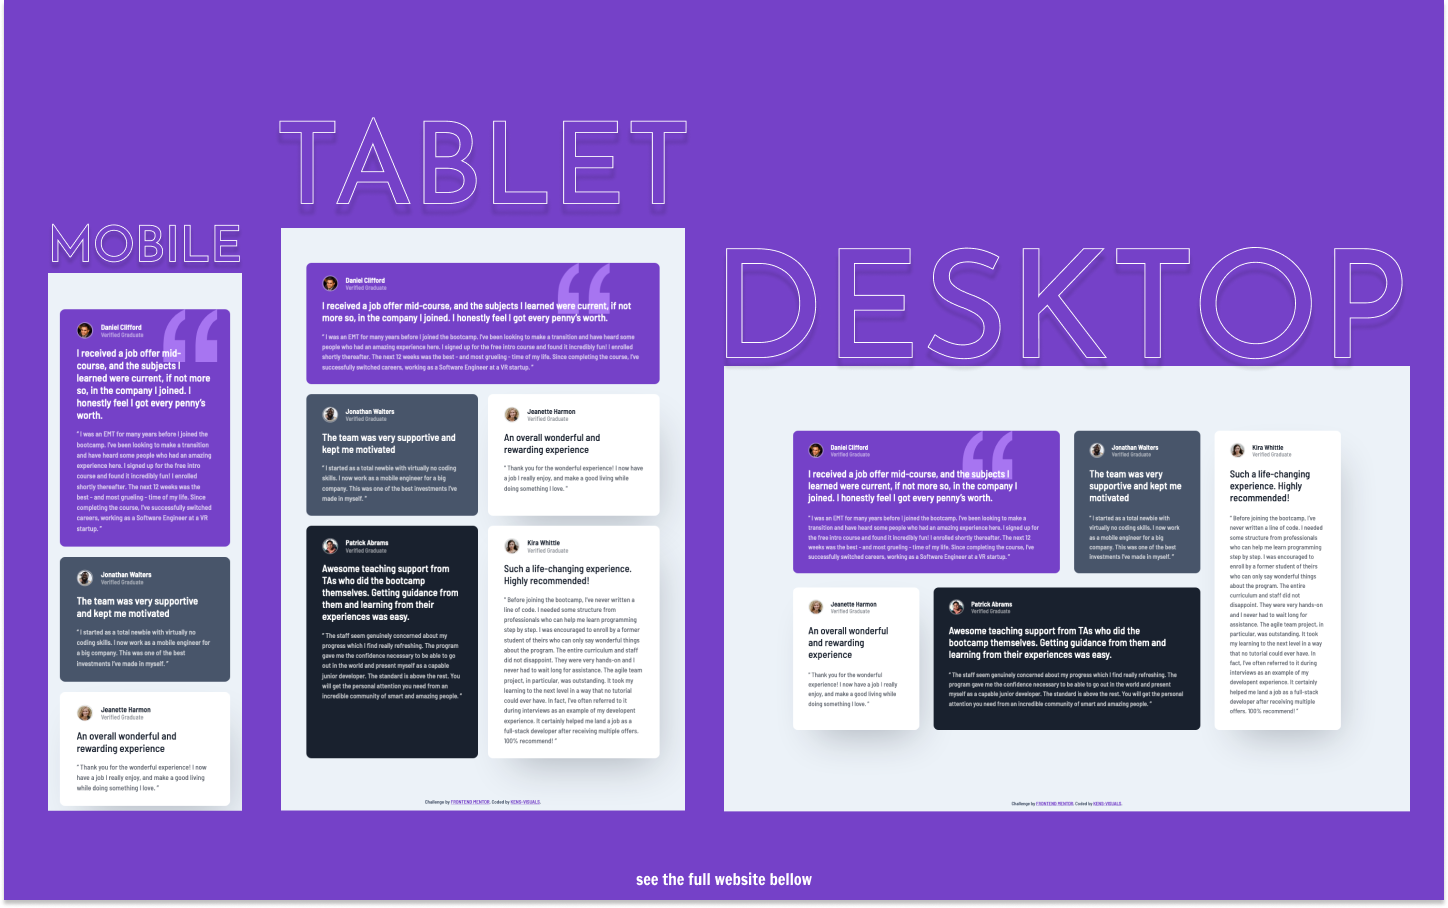 TABLET
MOBILE
DESKTOP
Daniel Clifford
Verified Graduate
I received a job offer mid-
course, and the subjects I
learned were current, if not more
so, in the company I joined. I
honestly feel I got every penny's
worth.
" I was an EMT for many years before I joined the
bootcamp. I've been looking to make a transition
and have heard some people who had an amazing
experience here. I signed up for the free intro
course and found it incredibly fun! I enrolled
shortly thereafter. The next 12 weeks was the
best - and most grueling - time of my life. Since
completing the course, I've successfully switched
careers, working as a Software Engineer at a VR
startup. "
Jonathan Walters
Verified Graduate
The team was very supportive
and kept me motivated
" I started as a total newbie with virtually no
coding skills. I now work as a mobile engineer for
a big company. This was one of the best
investments I've made in myself. "
Jeanette Harmon
Verified Graduate
An overall wonderful and
rewarding experience
" Thank you for the wonderful experience! I now
have a job I really enjoy, and make a good living
while doing something I love. "
Daniel Clifford
Verified Graduate
I received a job offer mid-course, and the subjects I learned were current, if not
more so, in the company I joined. I honestly feel I got every penny's worth.
" I was an EMT for many years before I joined the bootcamp. I've been looking to make a transition and have heard some
people who had an amazing experience here. I signed up for the free intro course and found it incredibly fun! I enrolled
shortly thereafter. The next 12 weeks was the best - and most grueling - time of my life. Since completing the course, I've
successfully switched careers, working as a Software Engineer at a VR startup. "
Jonathan Walters
Verified Graduate
The team was very supportive and
kept me motivated
" I started as a total newbie with virtually no coding
skills. I now work as a mobile engineer for a big
company. This was one of the best investments I've
made in myself. "
Jeanette Harmon
Verified Graduate
An overall wonderful and
rewarding experience
" Thank you for the wonderful experience! I now have
a job I really enjoy, and make a good living while
doing something I love. "
Patrick Abrams
Verified Graduate
Awesome teaching support from
TAs who did the bootcamp
themselves. Getting guidance from
them and learning from their
experiences was easy.
" The staff seem genuinely concerned about my
progress which I find really refreshing. The program
gave me the confidence necessary to be able to go
out in the world and present myself as a capable
junior developer. The standard is above the rest. You
will get the personal attention you need from an
incredible community of smart and amazing people. "
Kira Whittle
Verified Graduate
Such a life-changing experience.
Highly recommended!
" Before joining the bootcamp, I've never written a
line of code. I needed some structure from
professionals who can help me learn programming
step by step. I was encouraged to enroll by a former
student of theirs who can only say wonderful things
about the program. The entire curriculum and staff
did not disappoint. They were very hands-on and I
never had to wait long for assistance. The agile team
project, in particular, was outstanding. It took my
learning to the next level in a way that no tutorial
could ever have. In fact, I've often referred to it
during interviews as an example of my developent
experience. It certainly helped me land a job as a
full-stack developer after receiving multiple offers.
100% recommend! "
Challenge by FRONTEND MENTOR. Coded by KENS-VISUALS.
Daniel Clifford
Verified Graduate
I received a job offer mid-course, and the subjects I
learned were current, if not more so, in the company I
joined. I honestly feel I got every penny's worth.
" I was an EMT for many years before I joined the bootcamp. I've been looking to make a
transition and have heard some people who had an amazing experience here. I signed up for
the free intro course and found it incredibly fun! I enrolled shortly thereafter. The next 12
weeks was the best - and most grueling - time of my life. Since completing the course, I've
successfully switched careers, working as a Software Engineer at a VR startup. "
Jonathan Walters
Verified Graduate
The team was very
supportive and kept me
motivated
" I started as a total newbie with
virtually no coding skills. I now work
as a mobile engineer for a big
company. This was one of the best
investments I've made in myself. "
Kira Whittle
Verified Graduate
Such a life-changing
experience. Highly
recommended!
" Before joining the bootcamp, I've
never written a line of code. I needed
some structure from professionals
who can help me learn programming
step by step. I was encouraged to
enroll by a former student of theirs
who can only say wonderful things
about the program. The entire
curriculum and staff did not
disappoint. They were very hands-on
and I never had to wait long for
assistance. The agile team project, in
particular, was outstanding. It took
my learning to the next level in a way
that no tutorial could ever have. In
fact, I've often referred to it during
interviews as an example of my
developent experience. It certainly
helped me land a job as a full-stack
developer after receiving multiple
offers. 100% recommend! "
Jeanette Harmon
Verified Graduate
An overall wonderful
and rewarding
experience
" Thank you for the wonderful
experience! I now have a job I really
enjoy, and make a good living while
doing something I love. "
Patrick Abrams
Verified Graduate
Awesome teaching support from TAs who did the
bootcamp themselves. Getting guidance from them and
learning from their experiences was easy.
" The staff seem genuinely concerned about my progress which I find really refreshing. The
program gave me the confidence necessary to be able to go out in the world and present
myself as a capable junior developer. The standard is above the rest. You will get the personal
attention you need from an incredible community of smart and amazing people. "
Challenge by FRONTEND MENTOR. Coded by KENS-VISUALS.
see the full website bellow